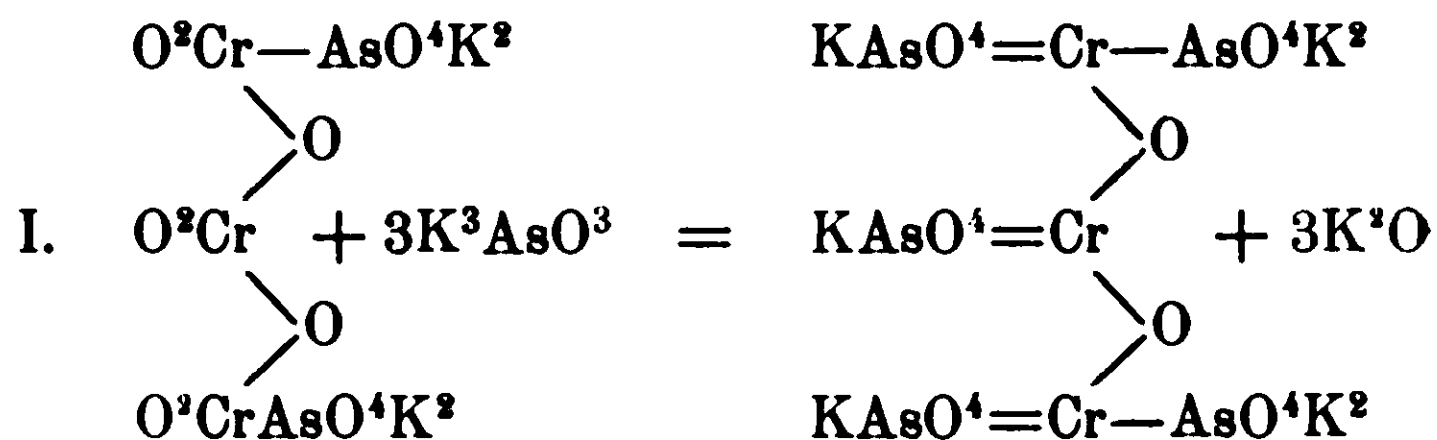 O²Cr—AsO⁴K² KAsO⁴=Cr—AsO⁴K²
O O
I. O²Cr + 3K³AsO³ = KAsO⁴=Cr + 3K²O
O O
O²CrAsO⁴K² KAsO⁴=Cr—AsO⁴K²